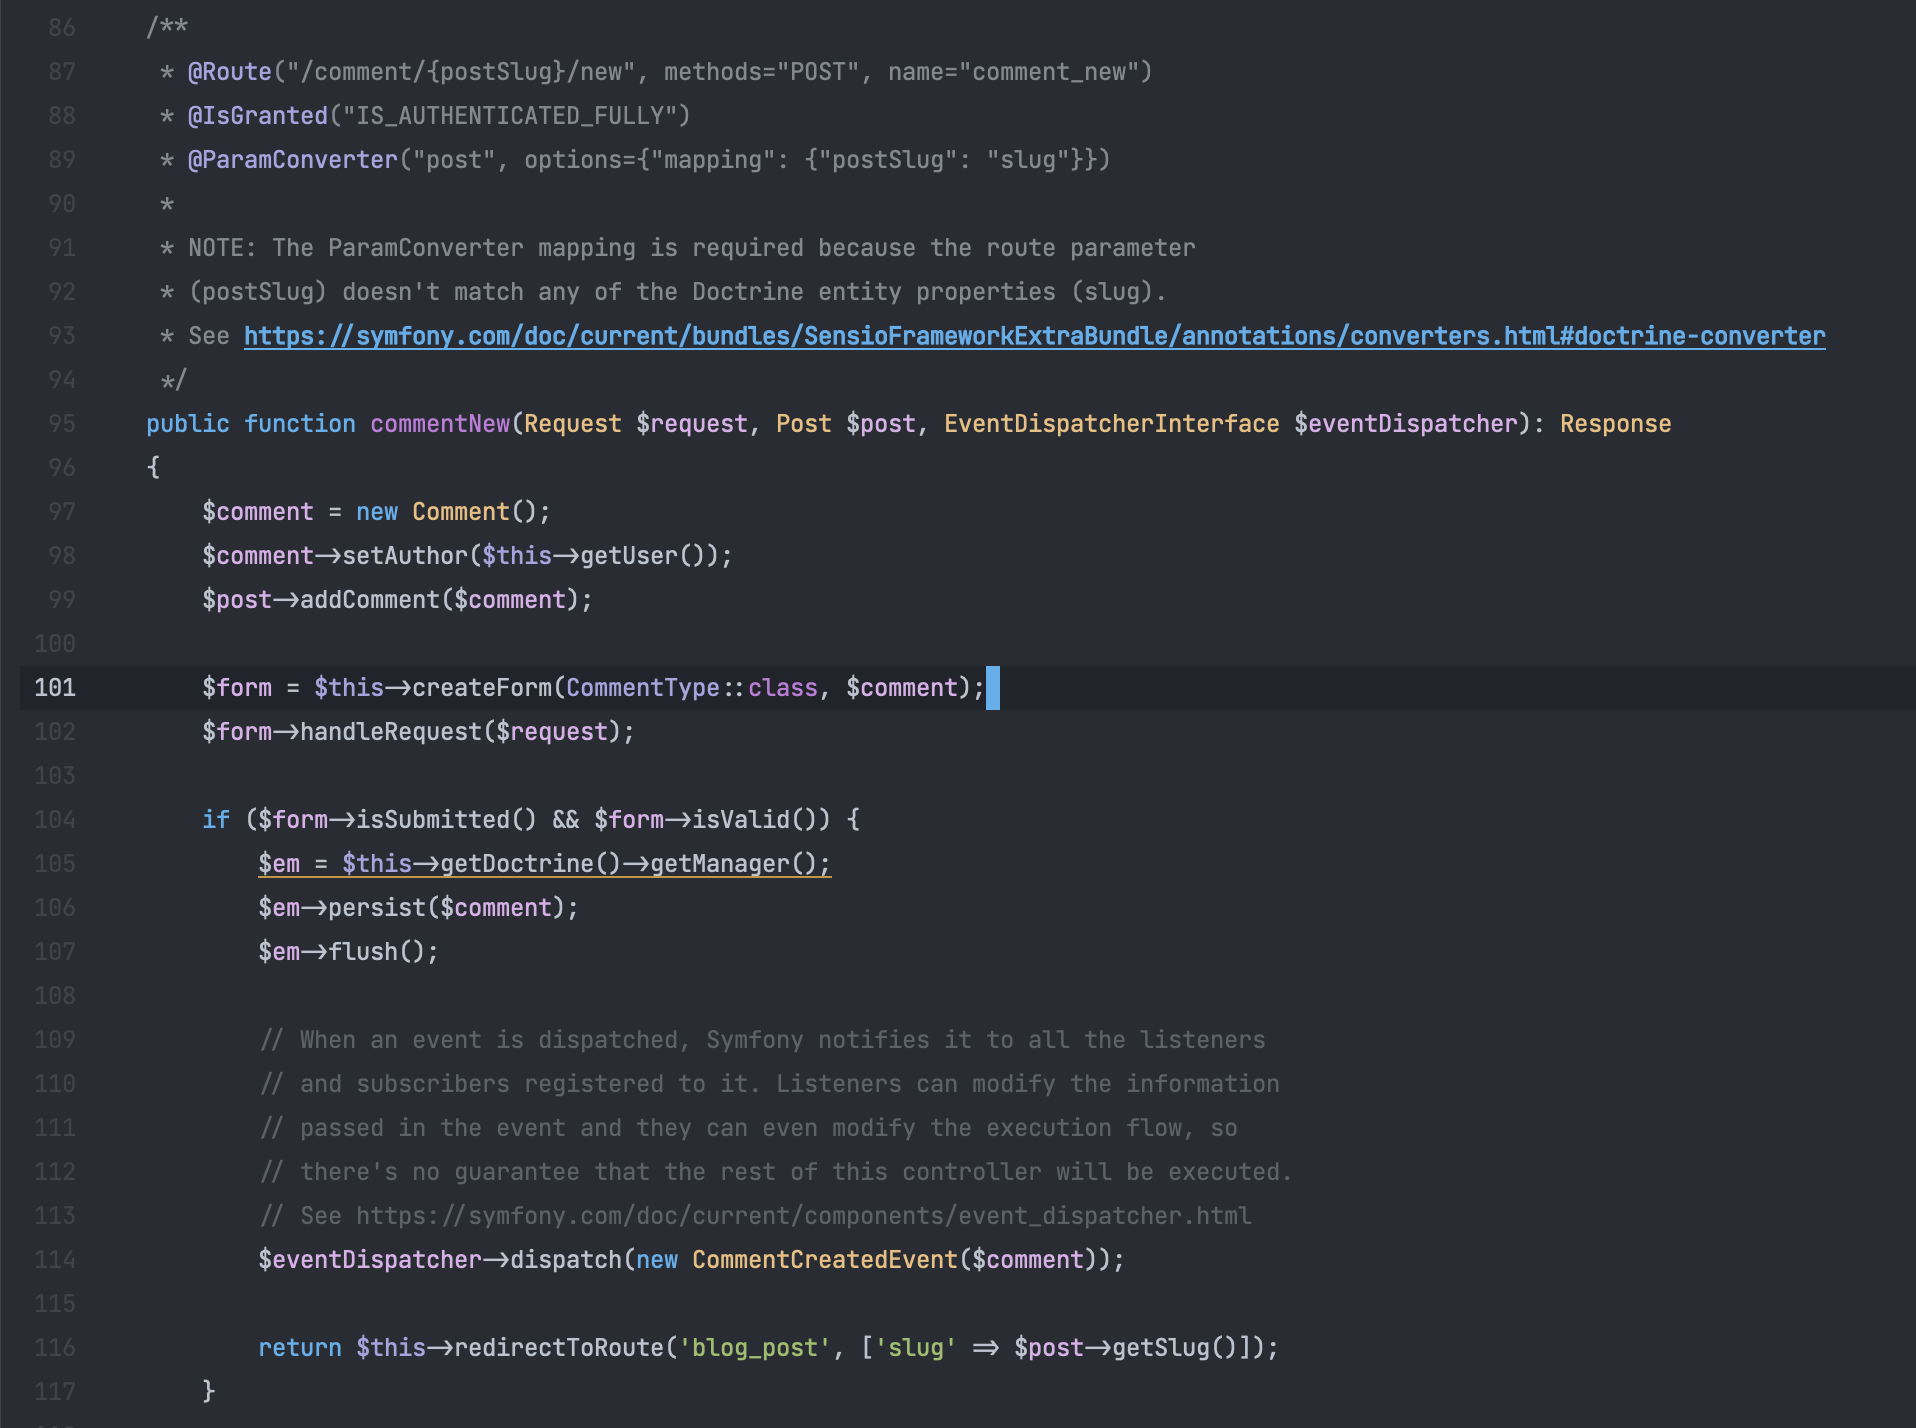 86 /**
87 * @Route("/comment/{postSlug}/new", methods="POST", name="comment_new")
88 * @IsGranted("IS_AUTHENTICATED_FULLY")
89 * @ParamConverter("post", options={"mapping": {"postSlug": "slug"}})
90 *
91 * NOTE: The ParamConverter mapping is required because the route parameter
92 * (postSlug) doesn't match any of the Doctrine entity properties (slug).
93 * See https://symfony.com/doc/current/bundles/SensioFrameworkExtraBundle/annotations/converters.html#doctrine-converter
94 */
95 public function commentNew(Request $request, Post $post, EventDispatcherInterface $eventDispatcher): Response
96 {
97 $comment = new Comment();
98 $comment->setAuthor($this->getUser());
99 $post->addComment($comment);
100
101 $form = $this->createForm(CommentType::class, $comment);
102 $form->handleRequest($request);
103
104 if ($form->isSubmitted() && $form->isValid()) {
105 $em = $this->getDoctrine()->getManager();
106 $em->persist($comment);
107 $em->flush();
108
109 // When an event is dispatched, Symfony notifies it to all the listeners
110 // and subscribers registered to it. Listeners can modify the information
111 // passed in the event and they can even modify the execution flow, so
112 // there's no guarantee that the rest of this controller will be executed.
113 // See https://symfony.com/doc/current/components/event_dispatcher.html
114 $eventDispatcher->dispatch(new CommentCreatedEvent($comment));
115
116 return $this->redirectToRoute('blog_post', ['slug' => $post->getSlug()]);
117 }